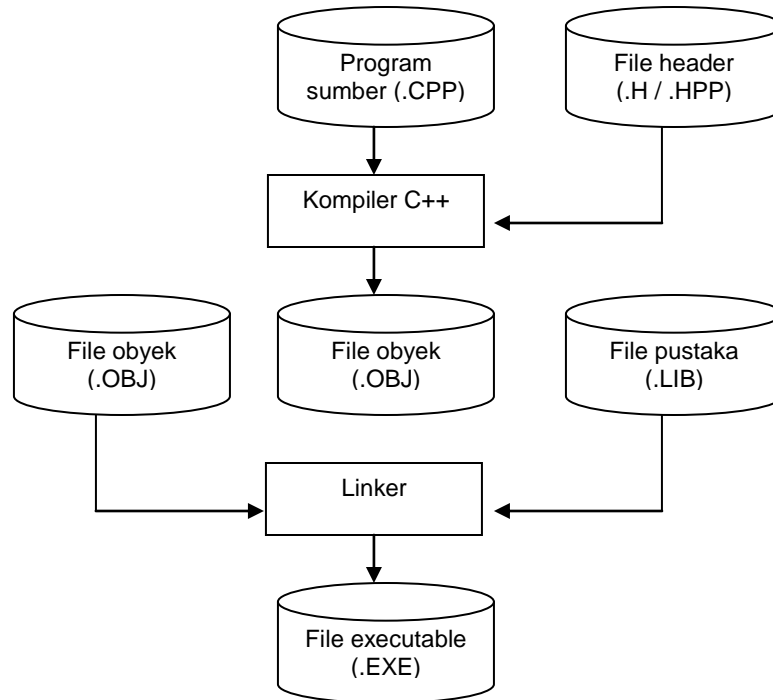 Program
sumber (.CPP)
File header
(.H / .HPP)
Kompiler C++
File obyek
(.OBJ)
File obyek
(.OBJ)
File pustaka
(.LIB)
Linker
File executable
(.EXE)